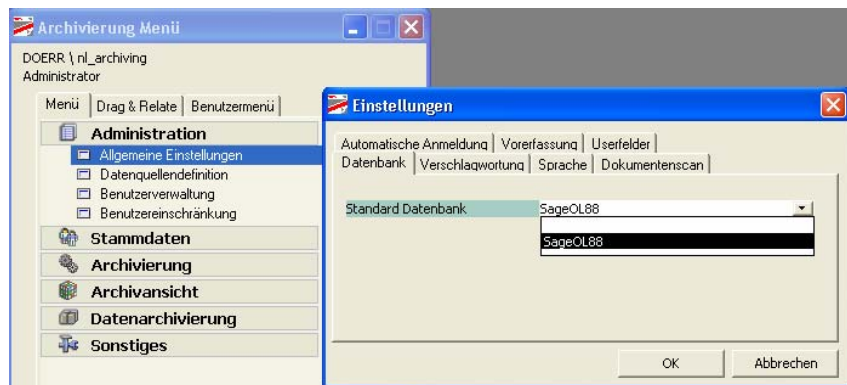 Archivierung Menü
DOERR \ nl_archiving
Administrator
Menü
Drag & Relate
Benutzermenü
Administration
Allgemeine Einstellungen
Datenquellendefinition
Benutzerverwaltung
Benutzereinschränkung
Stammdaten
Archivierung
Archivansicht
Datenarchivierung
Sonstiges
Einstellungen
Automatische Anmeldung
Vorerfassung
Userfelder
Datenbank
Verschlagwortung
Sprache
Dokumentenscan
Standard Datenbank
SageOL88
SageOL88
OK
Abbrechen